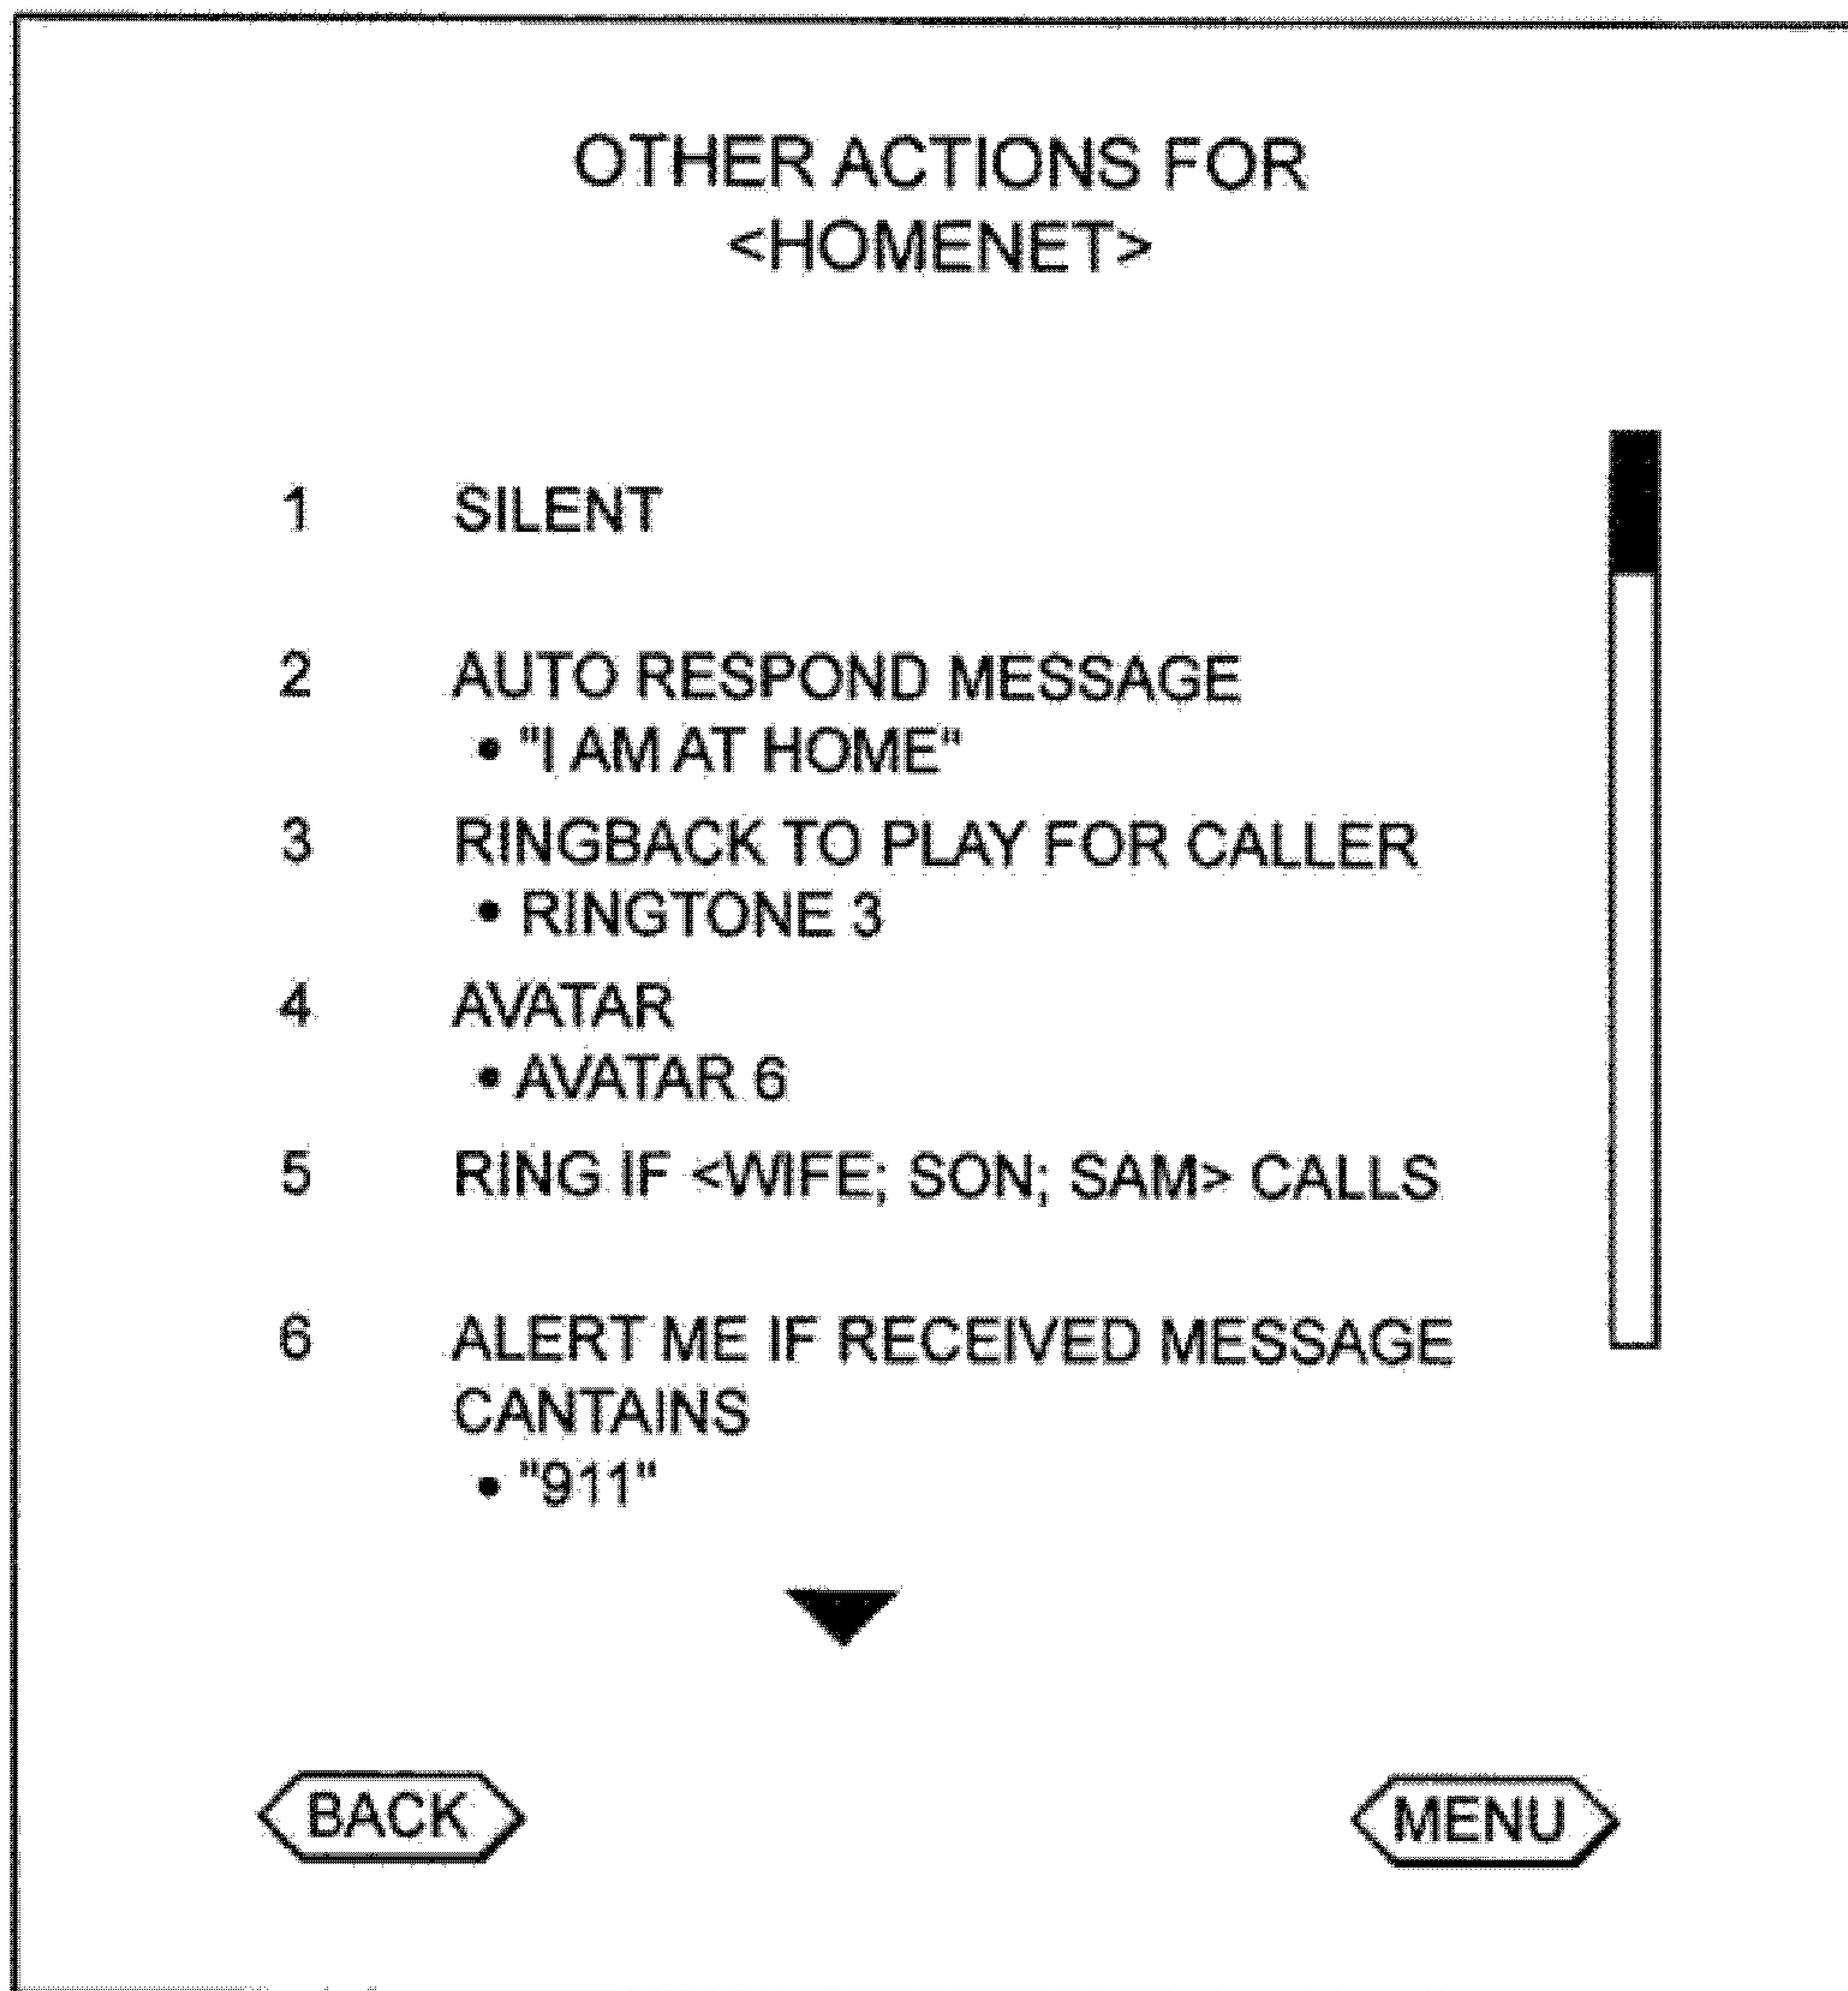 OTHER ACTIONS FOR
<HOMENET>
1 SILENT
2 AUTO RESPOND MESSAGE
• "I AM AT HOME"
3 RINGBACK TO PLAY FOR CALLER
• RINGTONE 3
4 AVATAR
• AVATAR 6
5 RING IF <WIFE; SON; SAM> CALLS
6 ALERT ME IF RECEIVED MESSAGE
CANTAINS
• "911"
BACK MENU